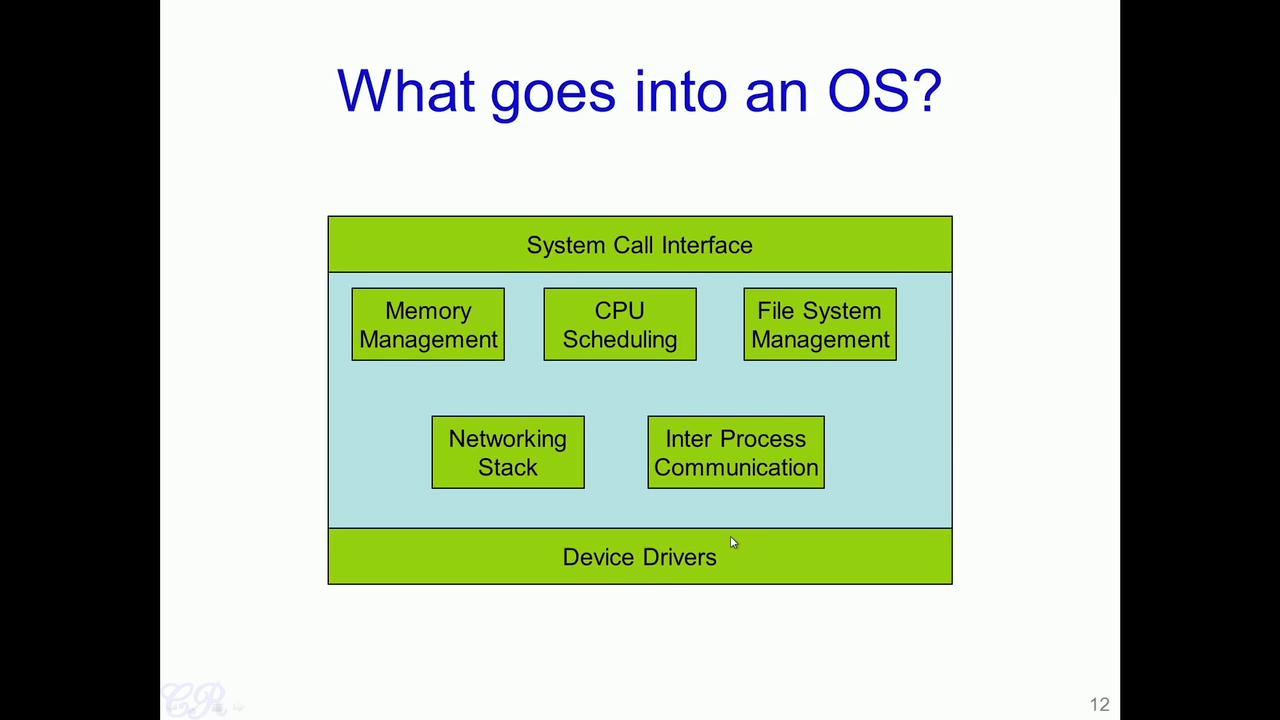 What goes into an OS?
System Call Interface
Memory
Management
CPU
Scheduling
File System
Management
Networking
Stack
Inter Process
Communication
Device Drivers
12